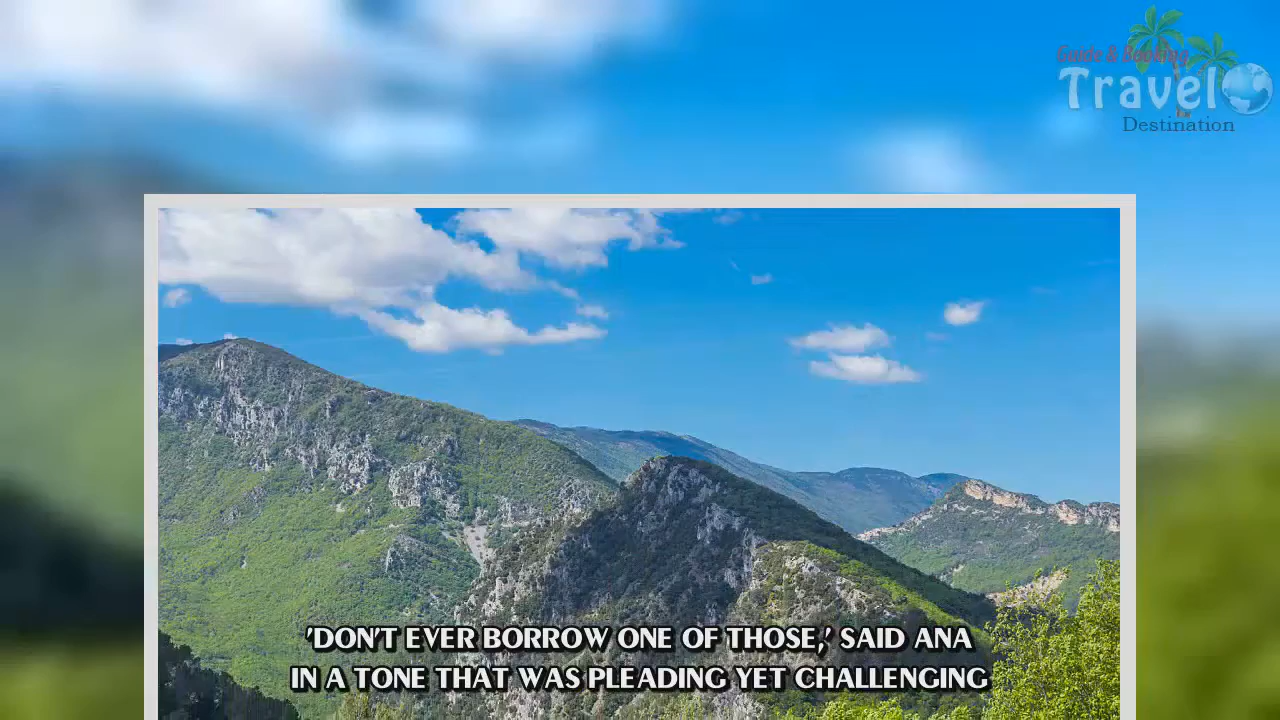 Guide & Booking
Travel
Destination
'DON'T EVER BORROW ONE OF THOSE,' SAID ANA
IN A TONE THAT WAS PLEADING YET CHALLENGING